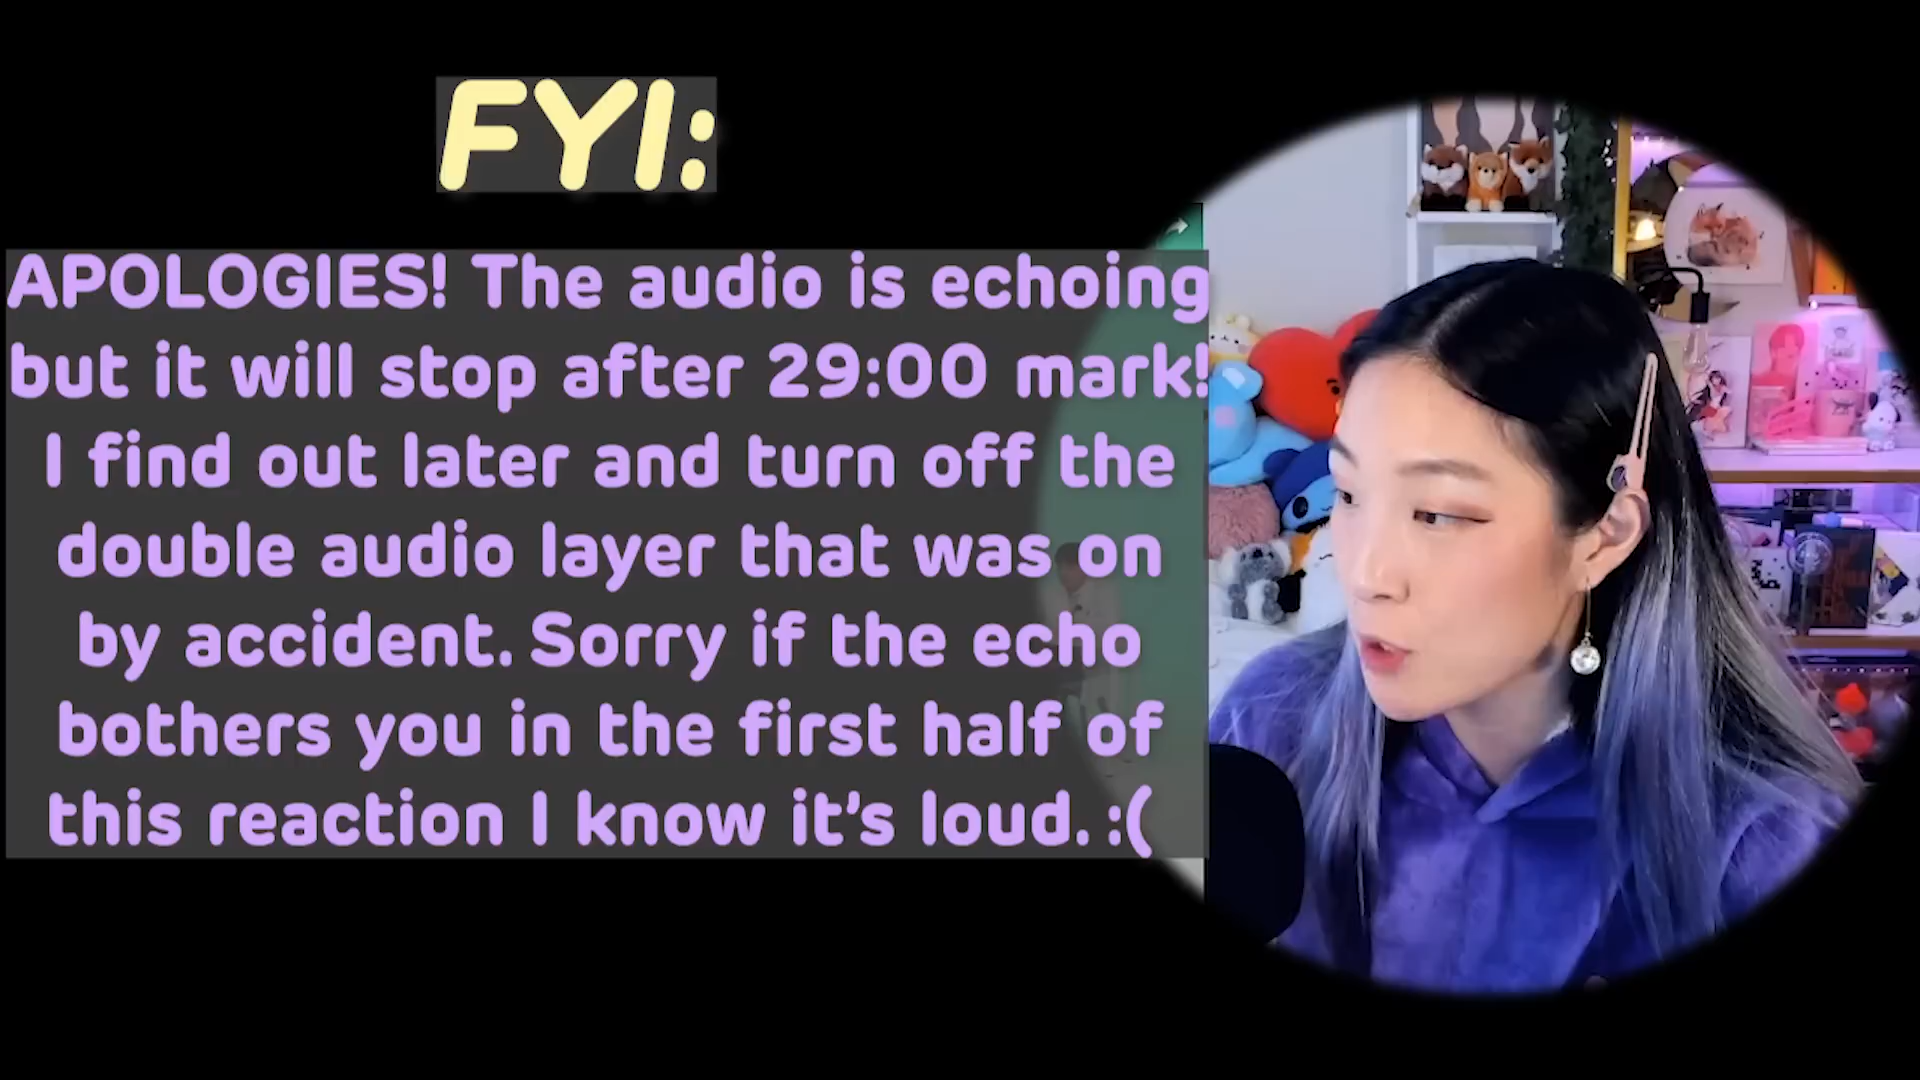 FYI:
APOLOGIES! The audio is echoing
but it will stop after 29:00 mark!
I find out later and turn off the
double audio layer that was on
by accident. Sorry if the echo
bothers you in the first half of
this reaction I know it’s loud. :(